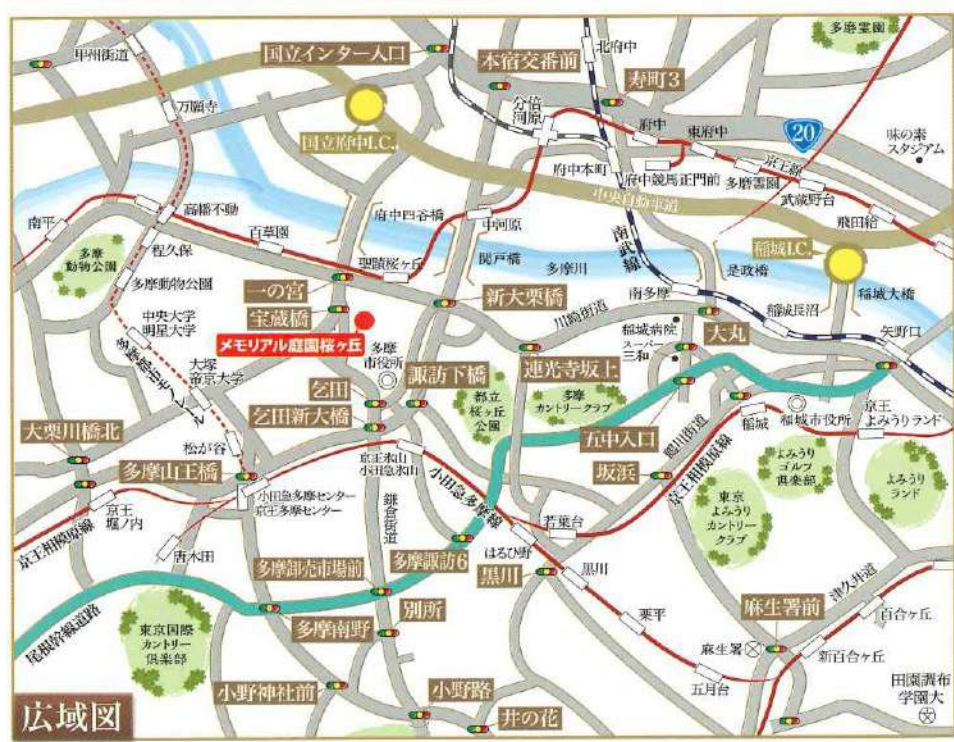 多磨霊園
国立インター入口
甲州街道
北府中
本宿交番前
寿町3
万願寺
分倍
河原
国立府中I.C.
府中
東府中
20
味の素
スタジアム
府中本町
府中競馬正門前
京王線
多磨霊園
武蔵野台
中央自動車道
飛田給
南平
高幡不動
百草園
府中四谷橋
中河原
南武線
稲城I.C.
多摩
動物公園
程久保
聖蹟桜ヶ丘
関戸橋
多摩川
是政橋
多摩動物公園
一の宮
新大栗橋
南多摩
稲城長沼
稲城大橋
宝蔵橋
川崎街道
中央大学
明星大学
メモリアル庭園桜ヶ丘
稲城病院
スーパー
三和
大丸
矢野口
多摩
市役所
諏訪下橋
連光寺坂上
多摩都市モノレール
大塚
帝京大学
乞田
都立
桜ヶ丘
公園
多摩
カントリークラブ
乞田新大橋
五中入口
鶴川街道
稲城
稲城市役所
京王
よみうりランド
大栗川橋北
松が谷
多摩山王橋
京王永山
小田急永山
坂浜
京王相模原線
よみうり
ゴルフ
倶楽部
よみうり
ランド
小田急多摩センター
京王多摩センター
小田急多摩線
東京
よみうり
カントリー
クラブ
京王
堀ノ内
京王相模原線
鎌倉街道
若葉台
唐木田
多摩諏訪6
はるひ野
多摩卸売市場前
黒川
黒川
津久井道
別所
麻生署前
百合ヶ丘
尾根幹線道路
東京国際
カントリー
倶楽部
多摩南野
栗平
麻生署
新百合ヶ丘
五月台
小野神社前
小野路
田園調布
学園大
井の花
広域図